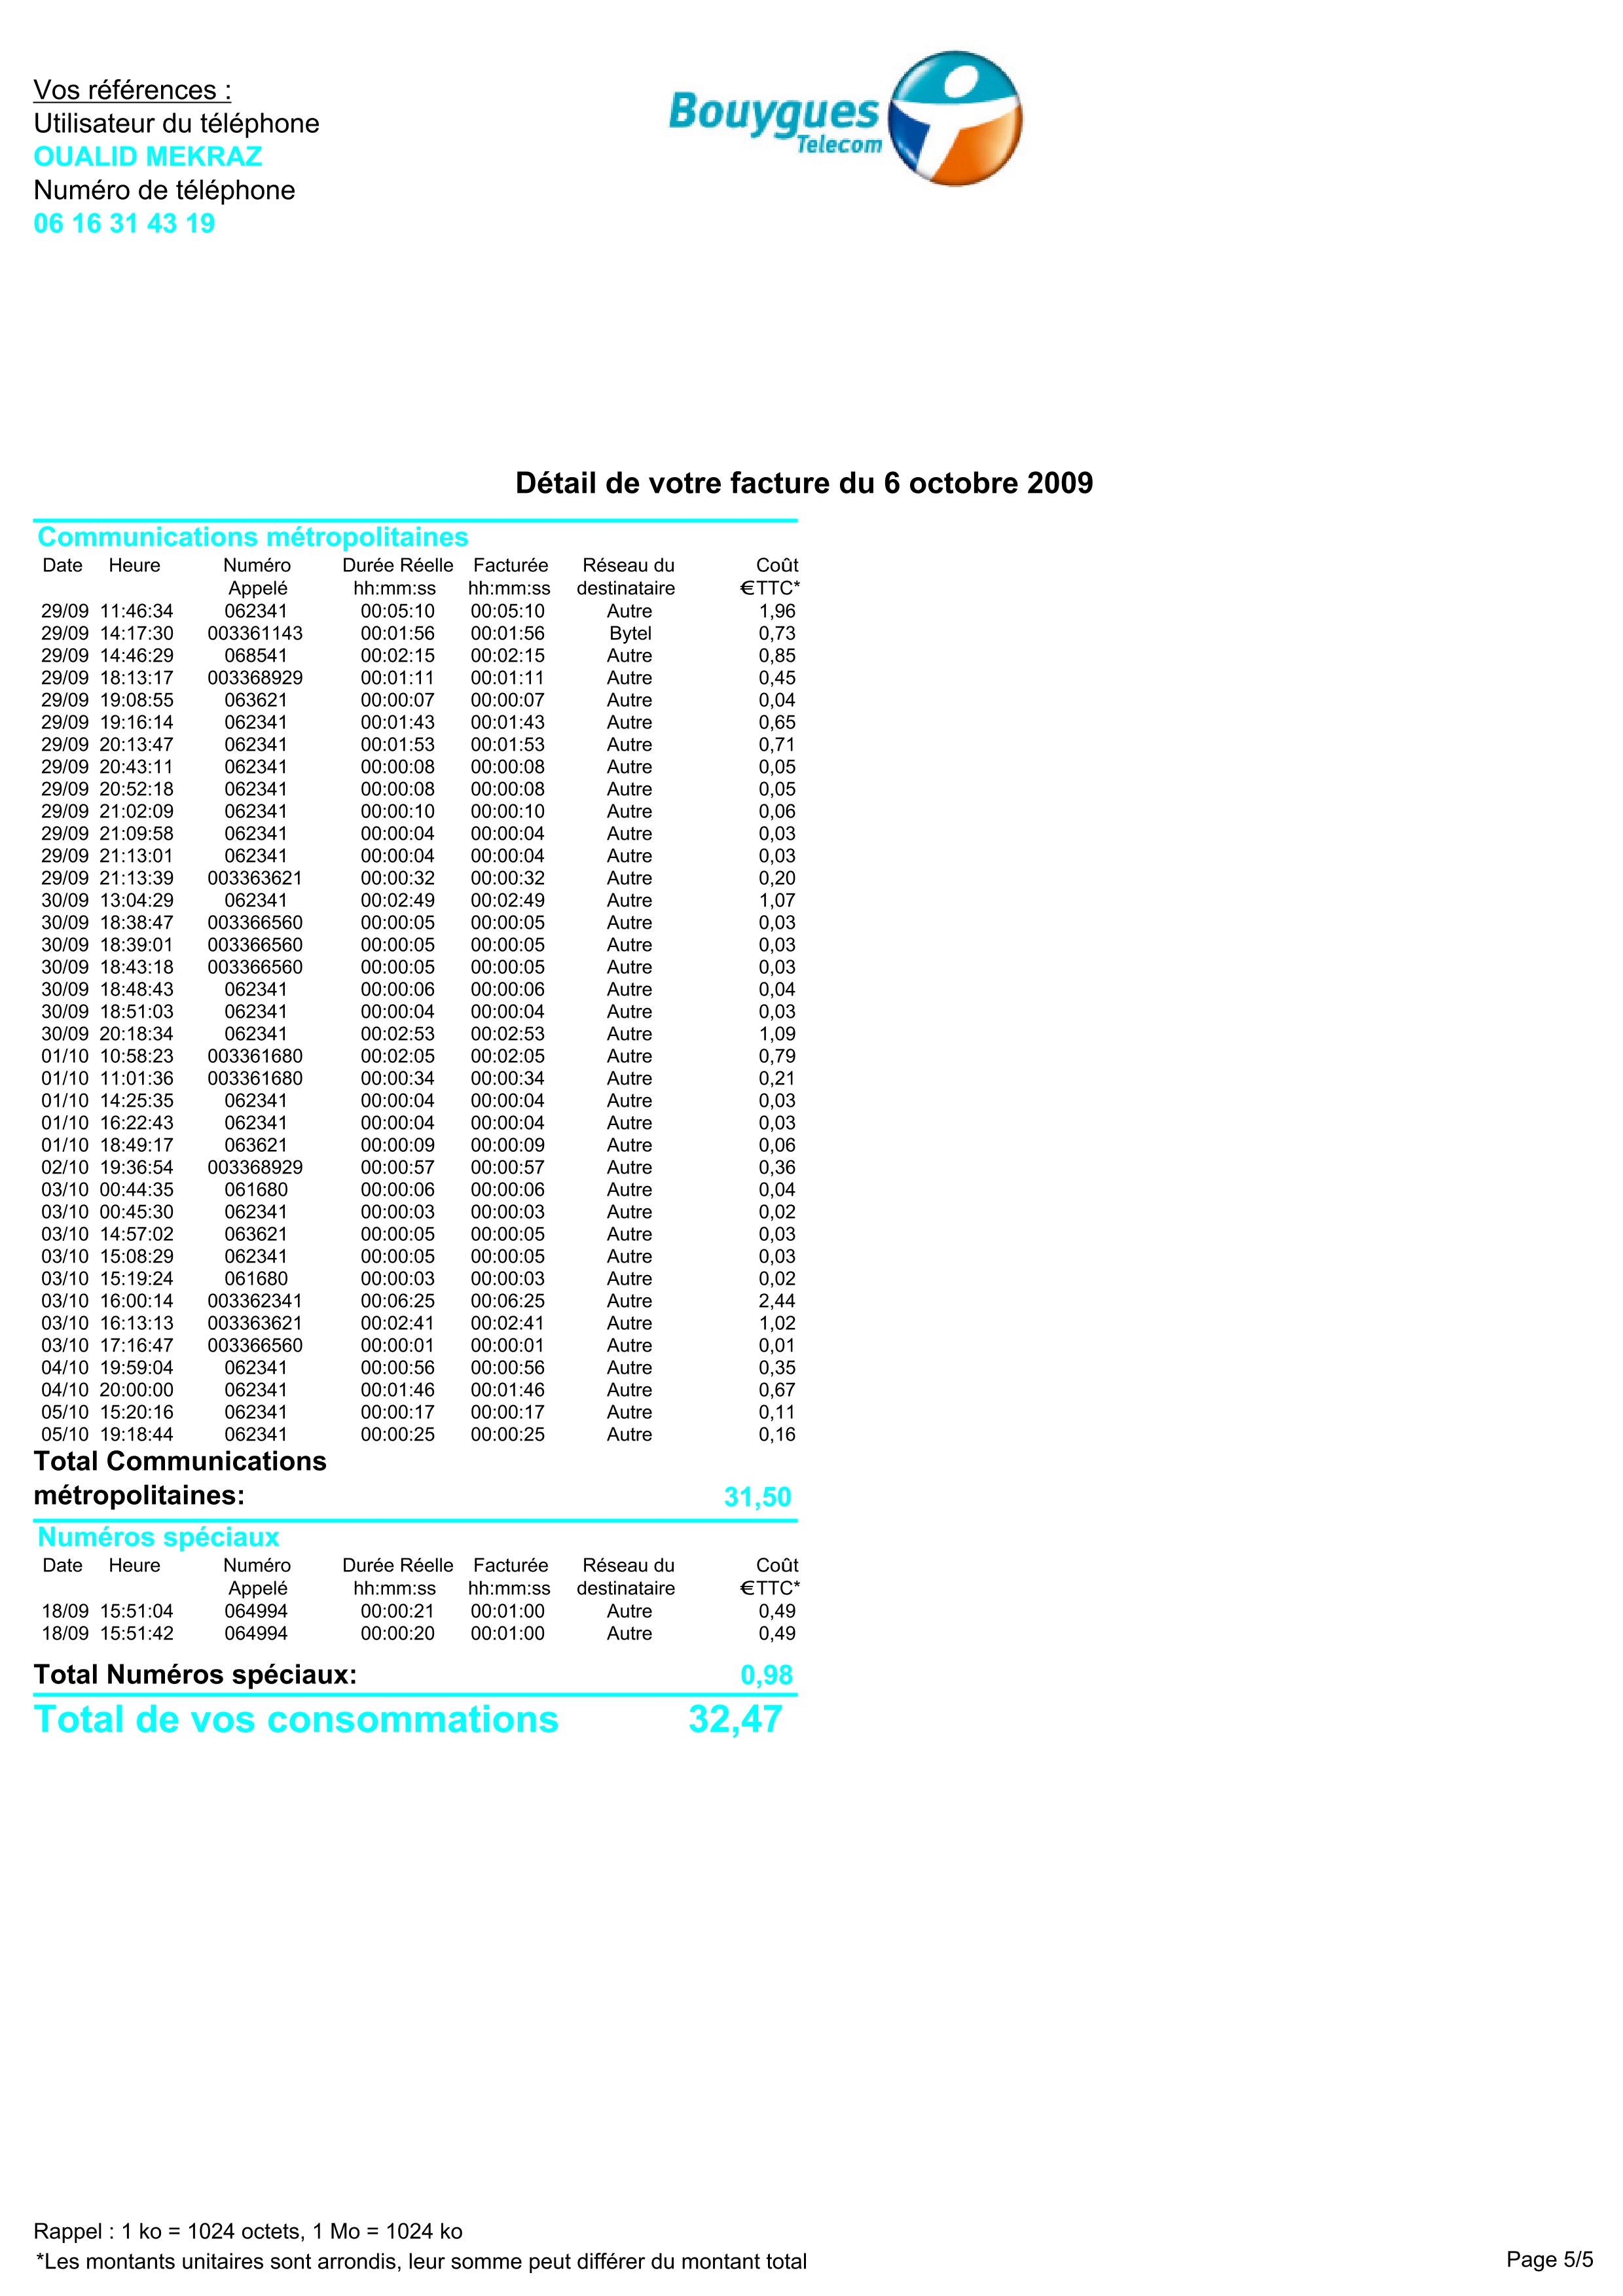 Vos références :
Utilisateur du téléphone
OUALID MEKRAZ
Numéro de téléphone
06 16 31 43 19
Bouygues
Telecom
Détail de votre facture du 6 octobre 2009
Communications métropolitaines
Date Heure Numéro Durée Réelle Facturée Réseau du Coût
Appelé hh:mm:ss hh:mm:ss destinataire €TTC*
29/09 11:46:34 062341 00:05:10 00:05:10 Autre 1,96
29/09 14:17:30 003361143 00:01:56 00:01:56 Bytel 0,73
29/09 14:46:29 068541 00:02:15 00:02:15 Autre 0,85
29/09 18:13:17 003368929 00:01:11 00:01:11 Autre 0,45
29/09 19:08:55 063621 00:00:07 00:00:07 Autre 0,04
29/09 19:16:14 062341 00:01:43 00:01:43 Autre 0,65
29/09 20:13:47 062341 00:01:53 00:01:53 Autre 0,71
29/09 20:43:11 062341 00:00:08 00:00:08 Autre 0,05
29/09 20:52:18 062341 00:00:08 00:00:08 Autre 0,05
29/09 21:02:09 062341 00:00:10 00:00:10 Autre 0,06
29/09 21:09:58 062341 00:00:04 00:00:04 Autre 0,03
29/09 21:13:01 062341 00:00:04 00:00:04 Autre 0,03
29/09 21:13:39 003363621 00:00:32 00:00:32 Autre 0,20
30/09 13:04:29 062341 00:02:49 00:02:49 Autre 1,07
30/09 18:38:47 003366560 00:00:05 00:00:05 Autre 0,03
30/09 18:39:01 003366560 00:00:05 00:00:05 Autre 0,03
30/09 18:43:18 003366560 00:00:05 00:00:05 Autre 0,03
30/09 18:48:43 062341 00:00:06 00:00:06 Autre 0,04
30/09 18:51:03 062341 00:00:04 00:00:04 Autre 0,03
30/09 20:18:34 062341 00:02:53 00:02:53 Autre 1,09
01/10 10:58:23 003361680 00:02:05 00:02:05 Autre 0,79
01/10 11:01:36 003361680 00:00:34 00:00:34 Autre 0,21
01/10 14:25:35 062341 00:00:04 00:00:04 Autre 0,03
01/10 16:22:43 062341 00:00:04 00:00:04 Autre 0,03
01/10 18:49:17 063621 00:00:09 00:00:09 Autre 0,06
02/10 19:36:54 003368929 00:00:57 00:00:57 Autre 0,36
03/10 00:44:35 061680 00:00:06 00:00:06 Autre 0,04
03/10 00:45:30 062341 00:00:03 00:00:03 Autre 0,02
03/10 14:57:02 063621 00:00:05 00:00:05 Autre 0,03
03/10 15:08:29 062341 00:00:05 00:00:05 Autre 0,03
03/10 15:19:24 061680 00:00:03 00:00:03 Autre 0,02
03/10 16:00:14 003362341 00:06:25 00:06:25 Autre 2,44
03/10 16:13:13 003363621 00:02:41 00:02:41 Autre 1,02
03/10 17:16:47 003366560 00:00:01 00:00:01 Autre 0,01
04/10 19:59:04 062341 00:00:56 00:00:56 Autre 0,35
04/10 20:00:00 062341 00:01:46 00:01:46 Autre 0,67
05/10 15:20:16 062341 00:00:17 00:00:17 Autre 0,11
05/10 19:18:44 062341 00:00:25 00:00:25 Autre 0,16
Total Communications
métropolitaines: 31,50
Numéros spéciaux
Date Heure Numéro Durée Réelle Facturée Réseau du Coût
Appelé hh:mm:ss hh:mm:ss destinataire €TTC*
18/09 15:51:04 064994 00:00:21 00:01:00 Autre 0,49
18/09 15:51:42 064994 00:00:20 00:01:00 Autre 0,49
Total Numéros spéciaux: 0,98
Total de vos consommations 32,47
Rappel : 1 ko = 1024 octets, 1 Mo = 1024 ko
*Les montants unitaires sont arrondis, leur somme peut différer du montant total
Page 5/5